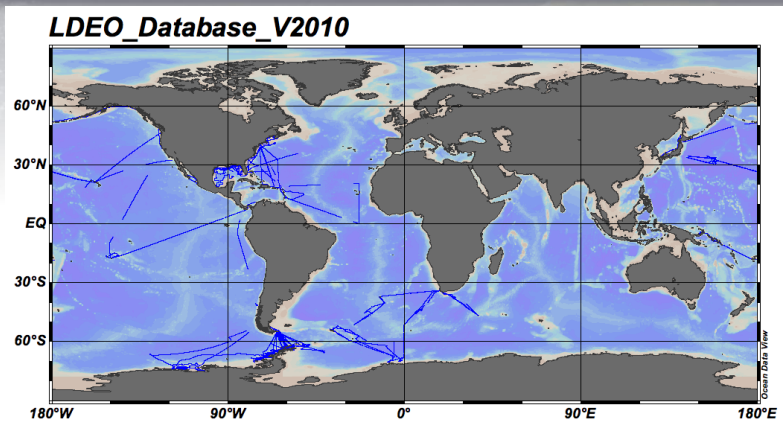 LDEO_Database_V2010
60°N
30°N
EQ
30°S
60°S
180°W
90°W
0°
90°E
180°E
Ocean Data View